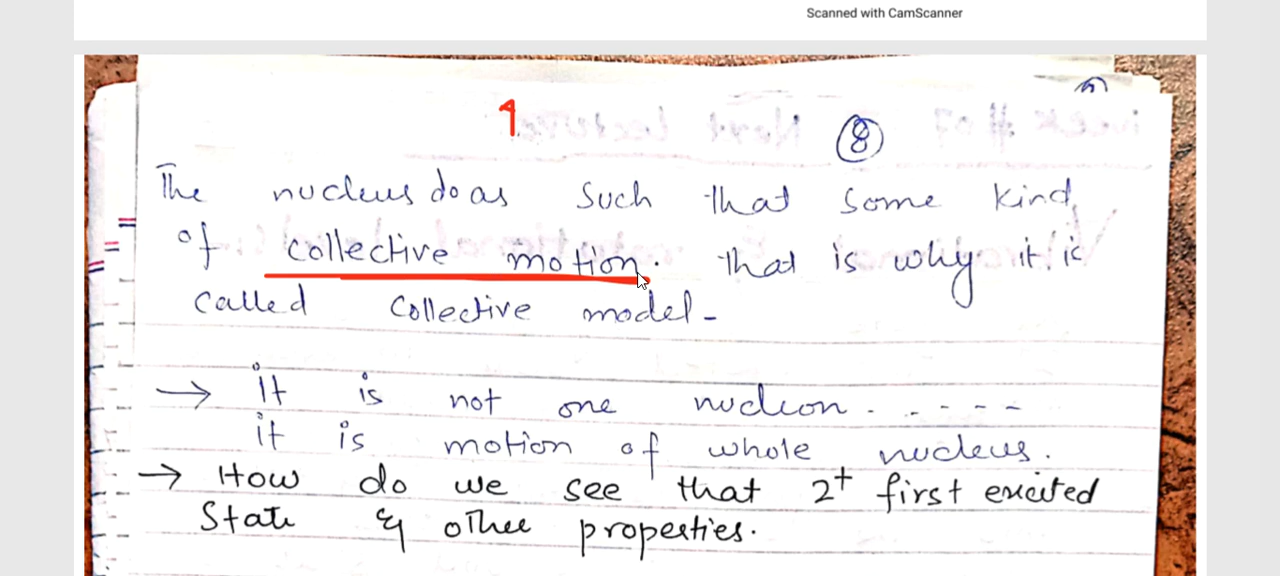 Scanned with CamScanner
1
8
The nucleus do as such that some kind
of collective motion. that is why it is
called collective model -
→ it is not one nucleon. - - - -
it is motion of whole nucleus.
→ How do we see that 2+ first excited
State & other properties.